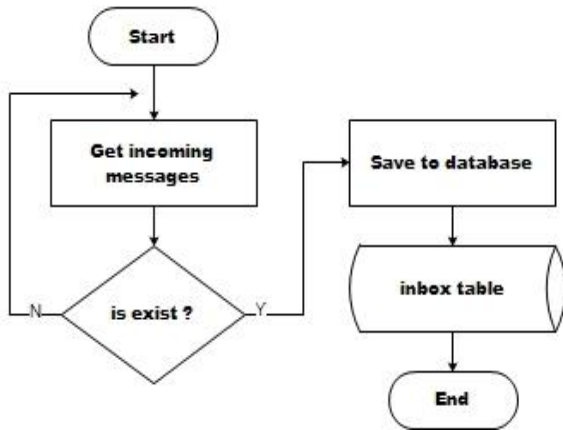 Start
Get incoming
messages
is exist ?
N
Y
Save to database
inbox table
End